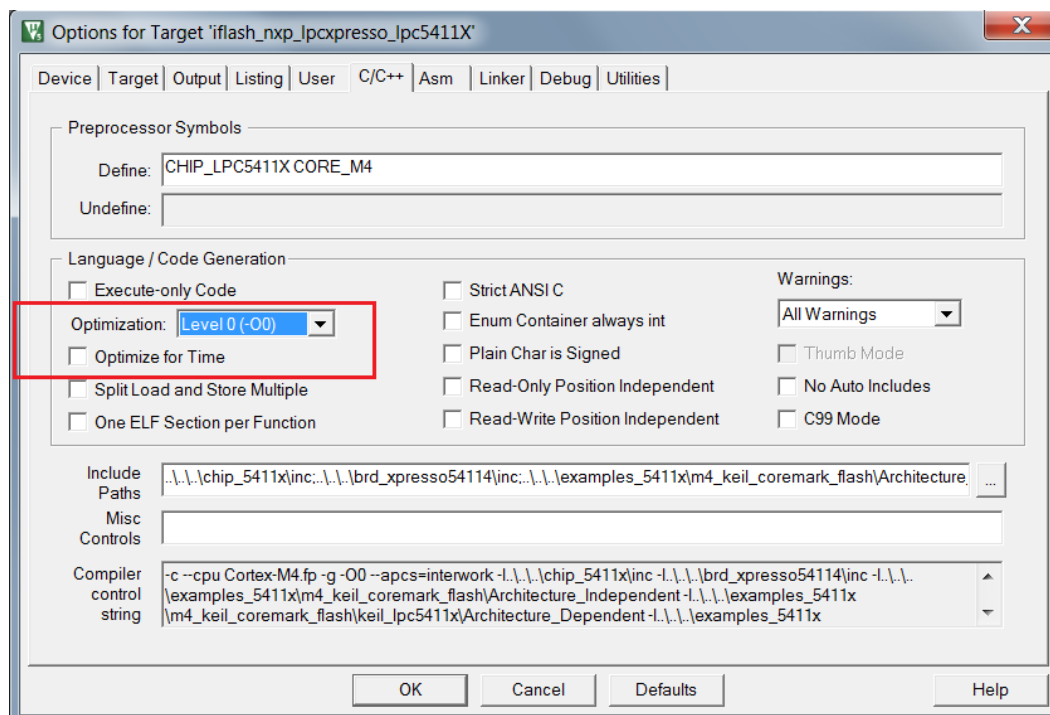 Options for Target 'iflash_nxp_lpcxpresso_lpc5411X'
Device Target Output Listing User C/C++ Asm Linker Debug Utilities
Preprocessor Symbols
Define: CHIP_LPC5411X CORE_M4
Undefine:
Language / Code Generation
Execute-only Code
Optimization: Level 0 (-O0)
Optimize for Time
Split Load and Store Multiple
One ELF Section per Function
Strict ANSI C
Enum Container always int
Plain Char is Signed
Read-Only Position Independent
Read-Write Position Independent
Warnings:
All Warnings
Thumb Mode
No Auto Includes
C99 Mode
Include
Paths
..\..\..\chip_5411x\inc;..\..\..\brd_xpresso54114\inc;..\..\..\examples_5411x\m4_keil_coremark_flash\Architecture_
...
Misc
Controls
Compiler
control
string
-c --cpu Cortex-M4.fp -g -O0 --apcs=interwork -I..\..\..\chip_5411x\inc -I..\..\..\brd_xpresso54114\inc -I..\..\..
\examples_5411x\m4_keil_coremark_flash\Architecture_Independent -I..\..\..\examples_5411x
\m4_keil_coremark_flash\keil_lpc5411x\Architecture_Dependent -I..\..\..\examples_5411x
OK Cancel Defaults Help